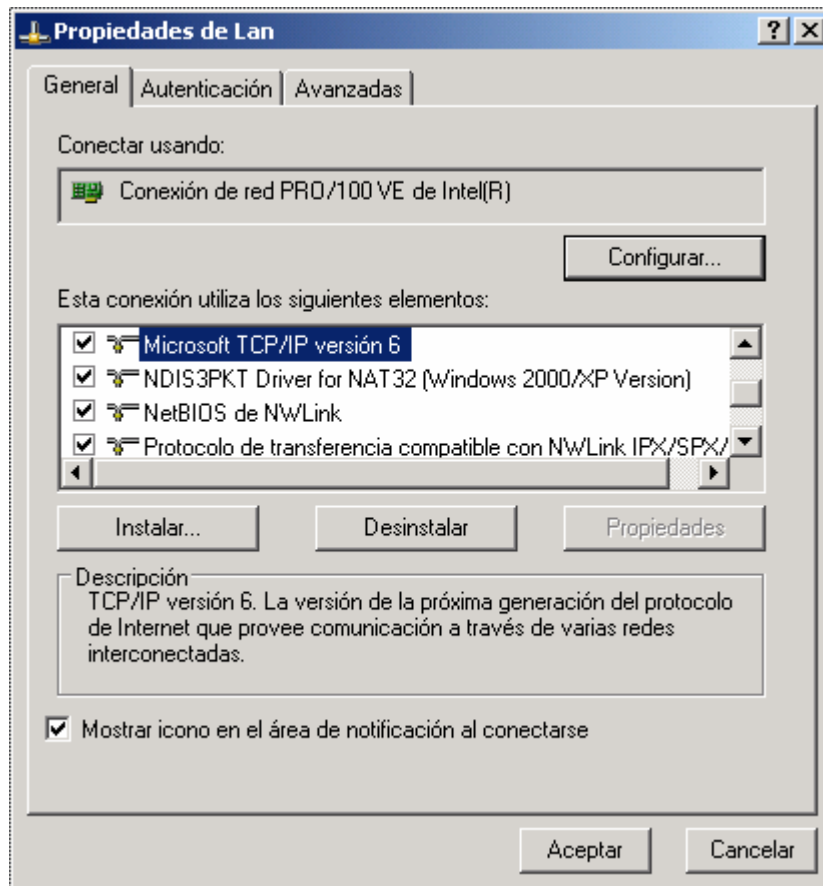 Propiedades de Lan
General Autenticación Avanzadas
Conectar usando:
Conexión de red PRO/100 VE de Intel(R)
Configurar...
Esta conexión utiliza los siguientes elementos:
Microsoft TCP/IP versión 6
NDIS3PKT Driver for NAT32 (Windows 2000/XP Version)
NetBIOS de NWLink
Protocolo de transferencia compatible con NWLink IPX/SPX/
Instalar... Desinstalar Propiedades
Descripción
TCP/IP versión 6. La versión de la próxima generación del protocolo
de Internet que provee comunicación a través de varias redes
interconectadas.
Mostrar icono en el área de notificación al conectarse
Aceptar Cancelar